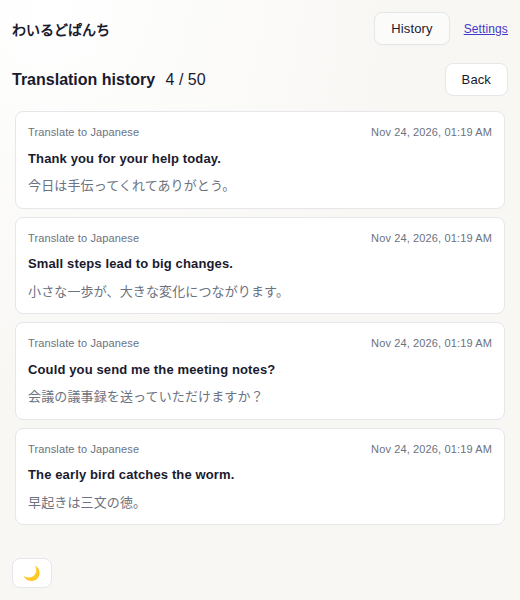 わいるどぱんち
History
Settings
Translation history 4 / 50
Back
Translate to Japanese
Nov 24, 2026, 01:19 AM
Thank you for your help today.
今日は手伝ってくれてありがとう。
Translate to Japanese
Nov 24, 2026, 01:19 AM
Small steps lead to big changes.
小さな一歩が、大きな変化につながります。
Translate to Japanese
Nov 24, 2026, 01:19 AM
Could you send me the meeting notes?
会議の議事録を送っていただけますか？
Translate to Japanese
Nov 24, 2026, 01:19 AM
The early bird catches the worm.
早起きは三文の徳。